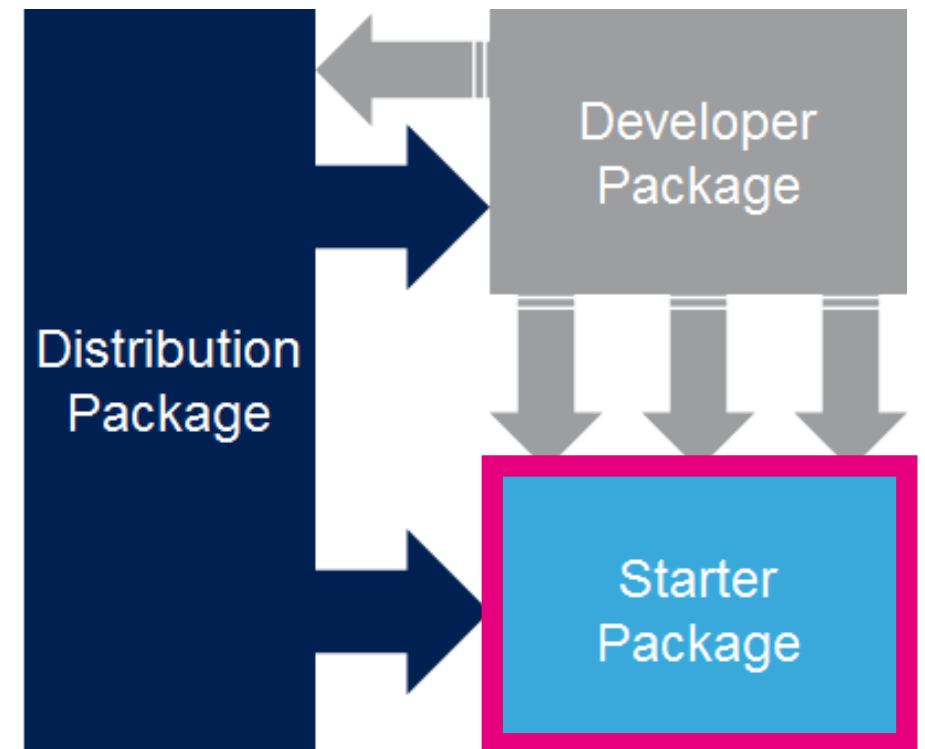 Developer
Package
Distribution
Package
Starter
Package